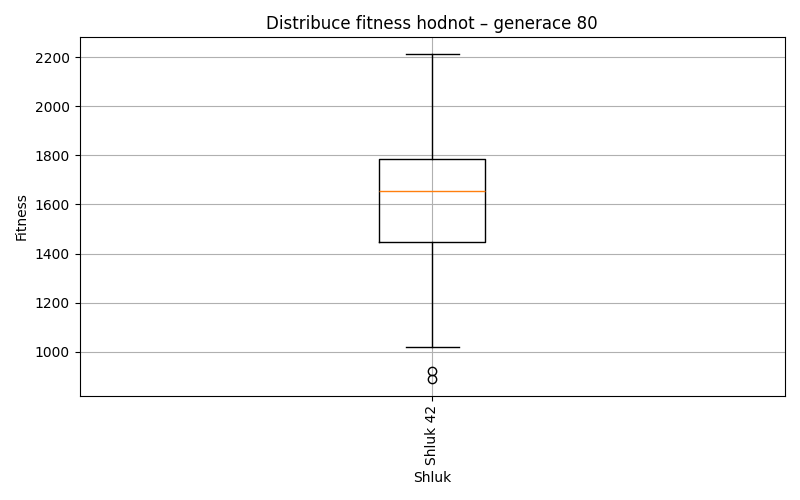 Distribuce fitness hodnot – generace 80
2200
2000
1800
1600
1400
1200
1000
Fitness
Shluk 42
Shluk